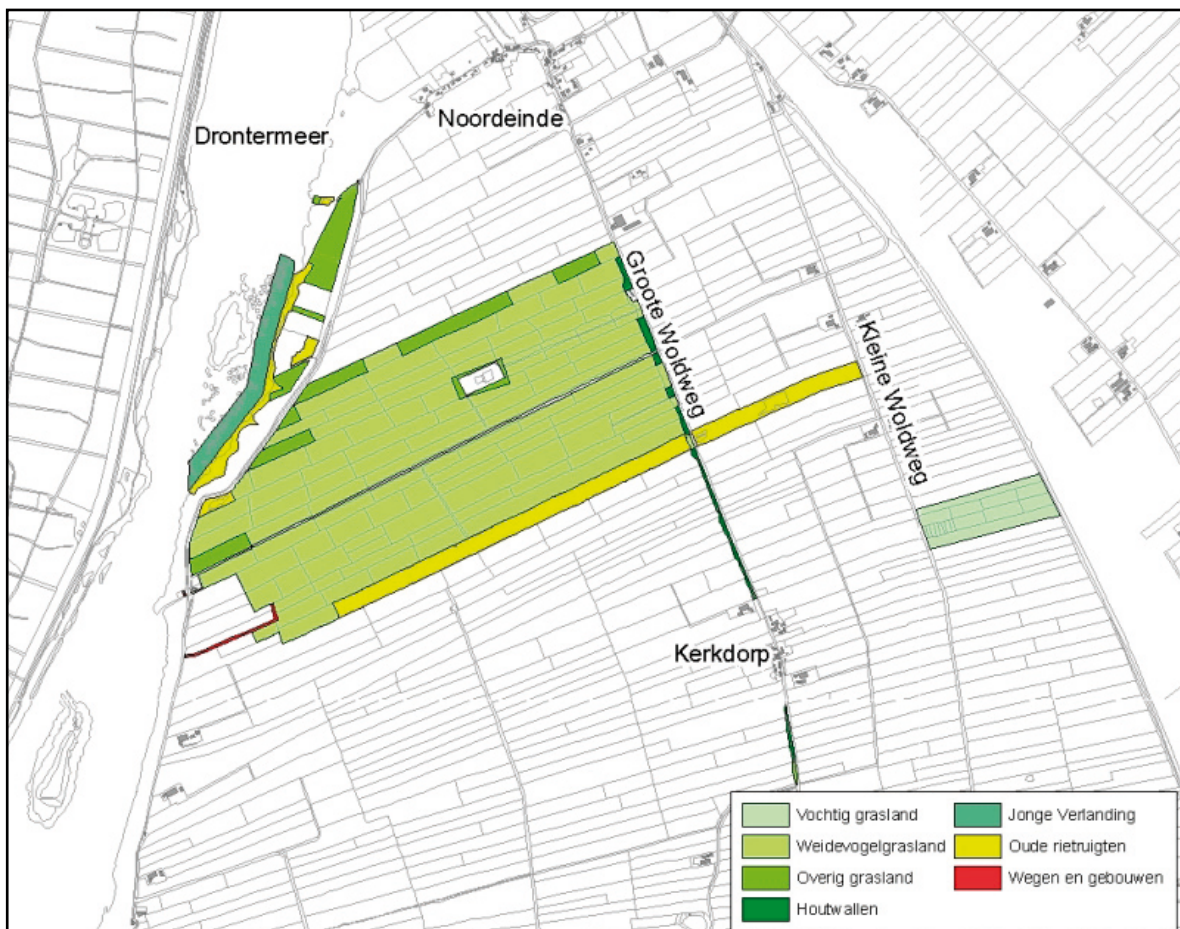 Noordeinde
Drontermeer
Groote Woldweg
Kleine Woldweg
Kerkdorp
Vochtig grasland
Weidevogelgrasland
Overig grasland
Houtwallen
Jonge Verlanding
Oude rietruigten
Wegen en gebouwen